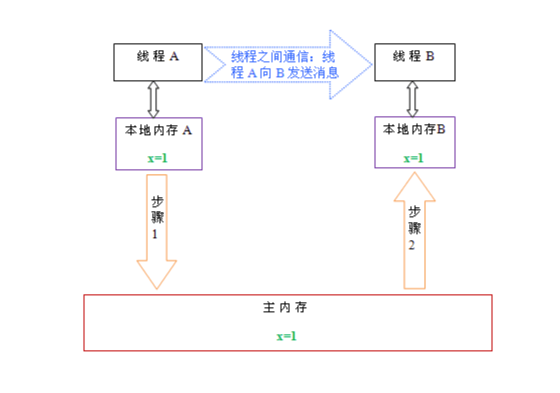 线程 A
线程之间通信：线
程 A 向 B 发送消息
线程 B
本地内存 A
x=1
本地内存B
x=1
步
骤
1
步
骤
2
主内存
x=1